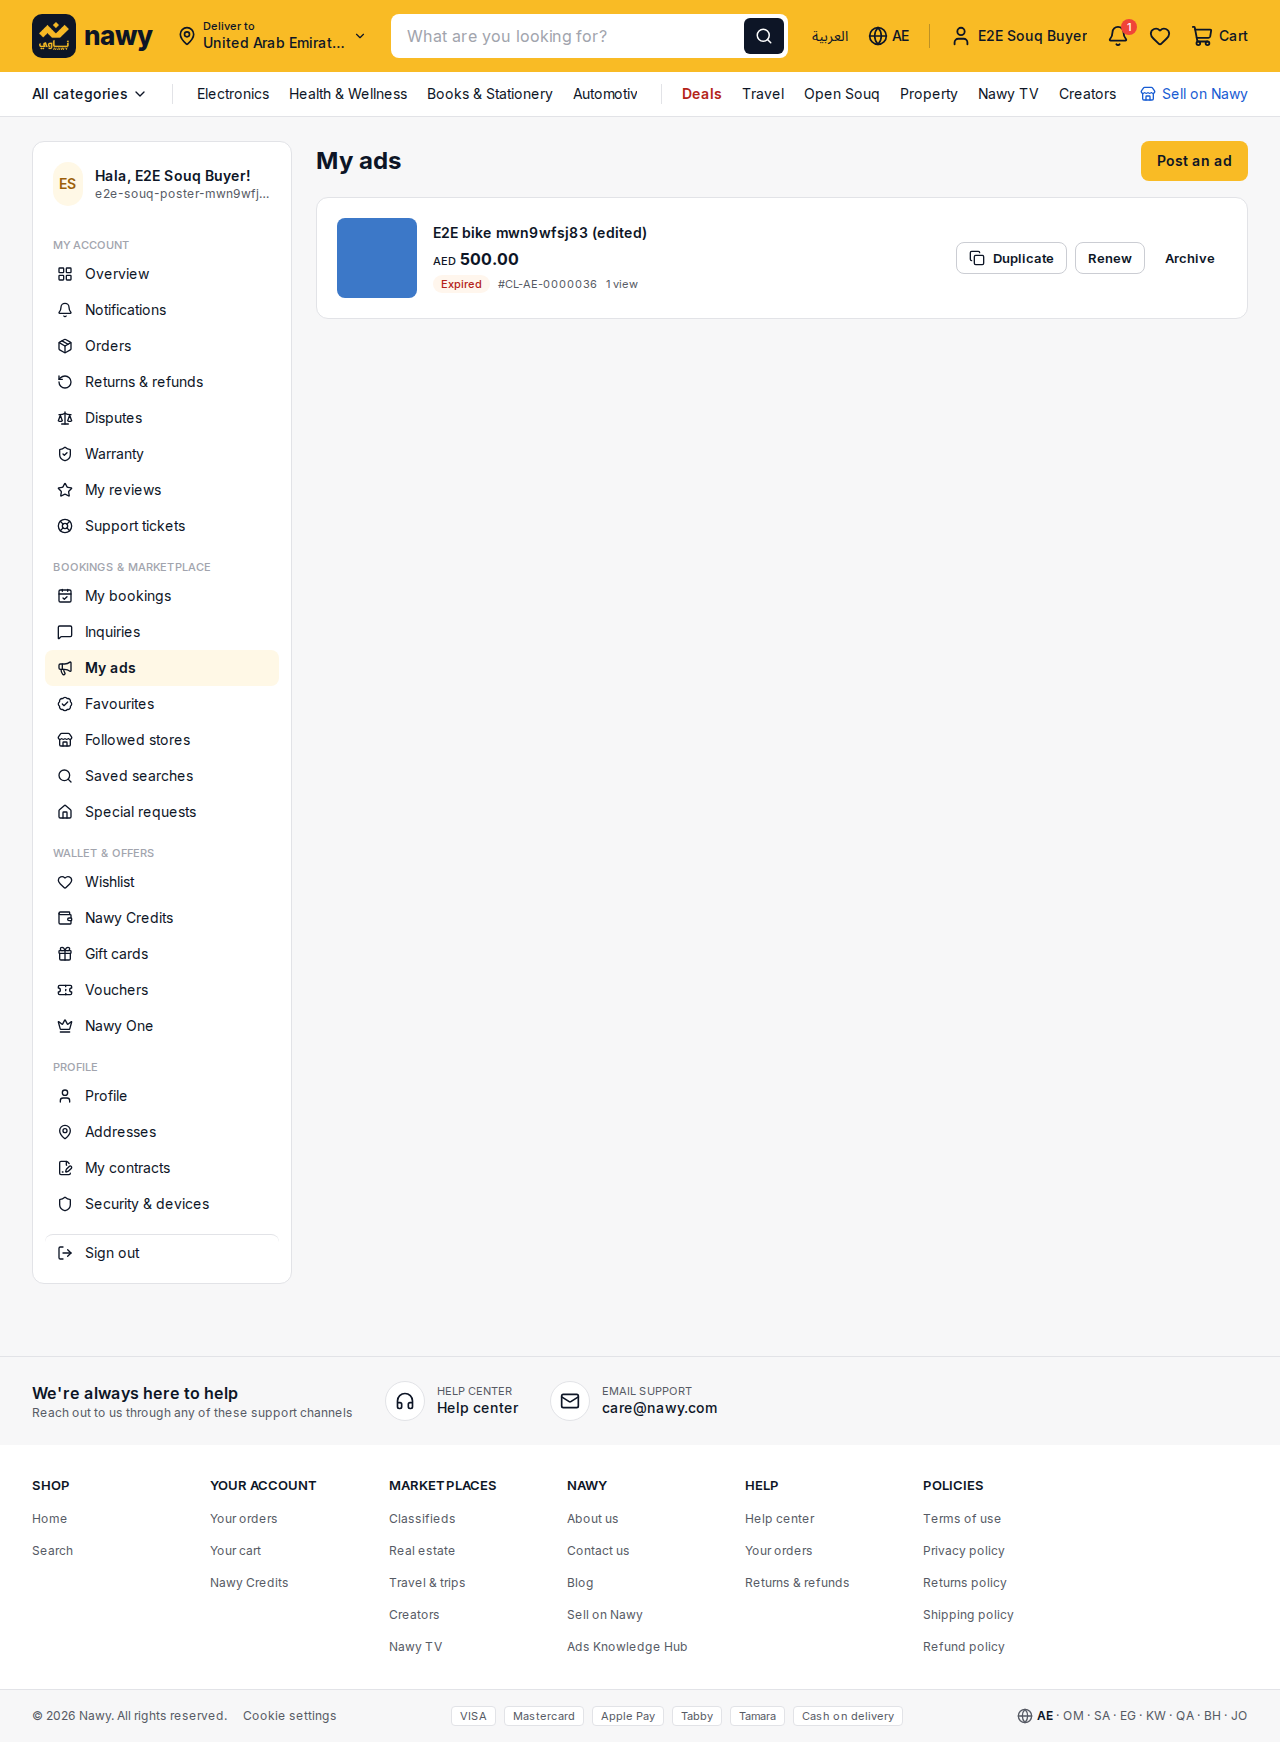 ناوي
nawy
Deliver to
United Arab Emirat...
What are you looking for?
العربية
AE
E2E Souq Buyer
1
Cart
All categories
Electronics
Health & Wellness
Books & Stationery
Automotiv
Deals
Travel
Open Souq
Property
Nawy TV
Creators
Sell on Nawy
ES
Hala, E2E Souq Buyer!
e2e-souq-poster-mwn9wfj...
MY ACCOUNT
Overview
Notifications
Orders
Returns & refunds
Disputes
Warranty
My reviews
Support tickets
BOOKINGS & MARKETPLACE
My bookings
Inquiries
My ads
Favourites
Followed stores
Saved searches
Special requests
WALLET & OFFERS
Wishlist
Nawy Credits
Gift cards
Vouchers
Nawy One
PROFILE
Profile
Addresses
My contracts
Security & devices
Sign out
My ads
Post an ad
E2E bike mwn9wfsj83 (edited)
AED 500.00
Expired #CL-AE-0000036 1 view
Duplicate
Renew
Archive
We're always here to help
Reach out to us through any of these support channels
HELP CENTER
Help center
EMAIL SUPPORT
care@nawy.com
SHOP
Home
Search
YOUR ACCOUNT
Your orders
Your cart
Nawy Credits
MARKETPLACES
Classifieds
Real estate
Travel & trips
Creators
Nawy TV
NAWY
About us
Contact us
Blog
Sell on Nawy
Ads Knowledge Hub
HELP
Help center
Your orders
Returns & refunds
POLICIES
Terms of use
Privacy policy
Returns policy
Shipping policy
Refund policy
© 2026 Nawy. All rights reserved.
Cookie settings
VISA
Mastercard
Apple Pay
Tabby
Tamara
Cash on delivery
AE · OM · SA · EG · KW · QA · BH · JO